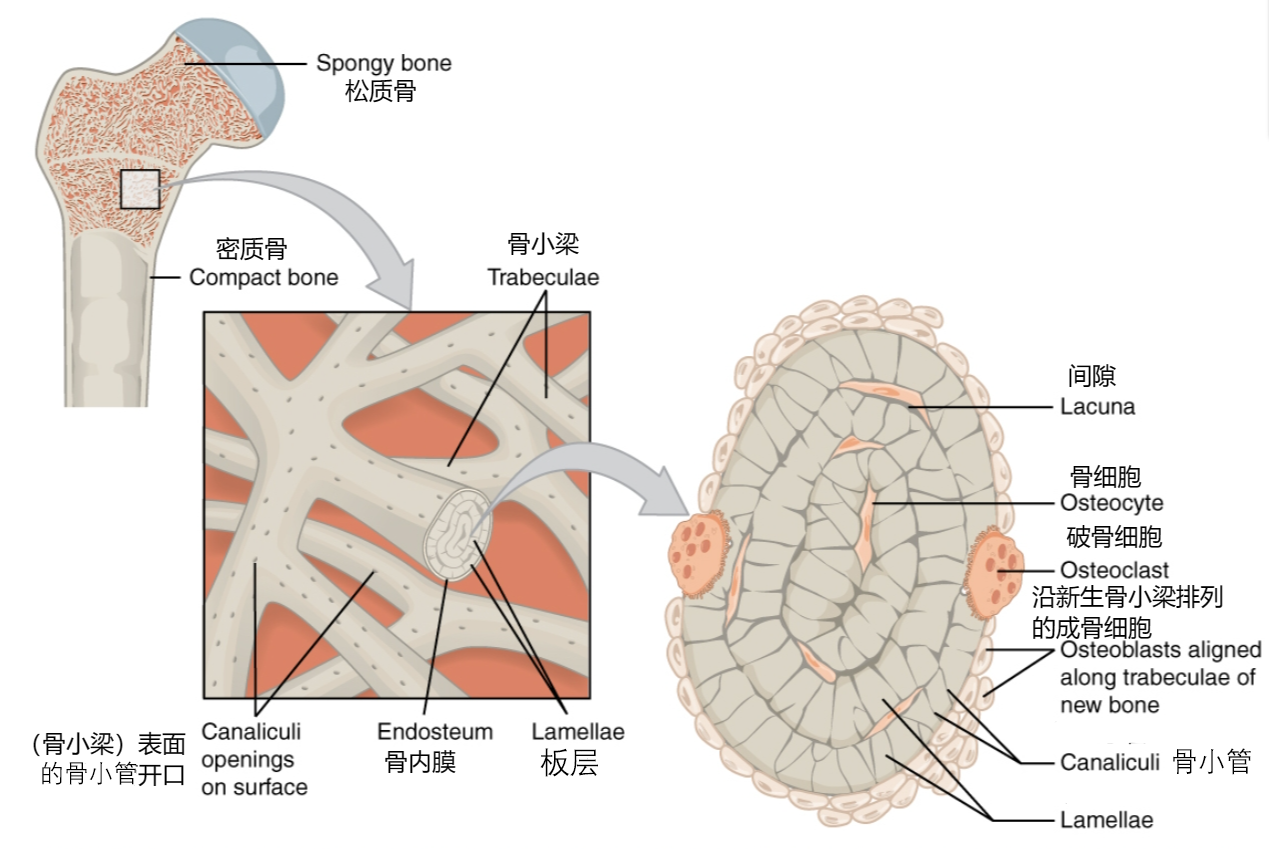 Spongy bone
松质骨
密质骨
Compact bone
骨小梁
Trabeculae
间隙
Lacuna
骨细胞
Osteocyte
破骨细胞
Osteoclast
沿新生骨小梁排列
的成骨细胞
Osteoblasts aligned
along trabeculae of
new bone
（骨小梁）表面
的骨小管开口
Canaliculi
openings
on surface
Endosteum
骨内膜
Lamellae
板层
Canaliculi 骨小管
Lamellae